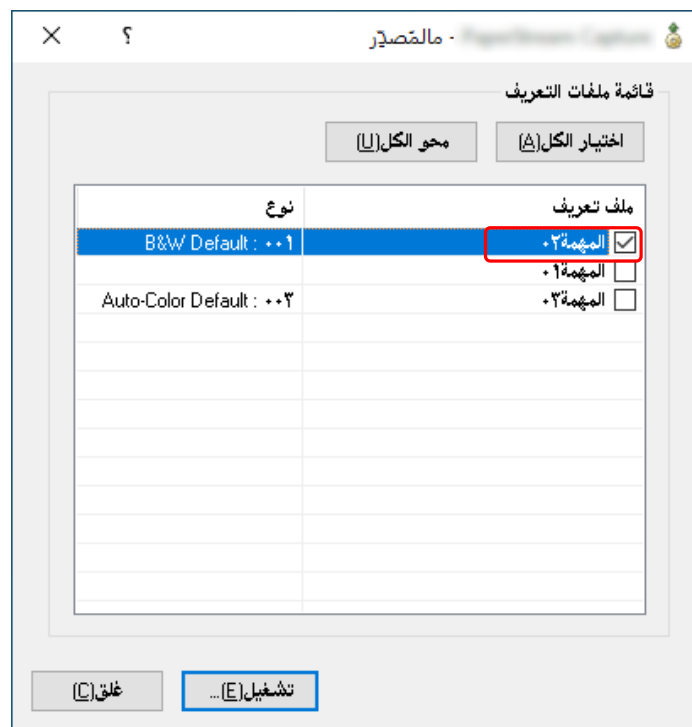 - مالمّصدِّر
قائمة ملفات التعريف
اختيار الكل(A) محو الكل(U)
ملف تعريف نوع
المهمة٠٢ B&W Default : ٠٠١
المهمة٠١
المهمة٠٣ Auto-Color Default : ٠٠٣
تشغيل(E)... غلق(C)